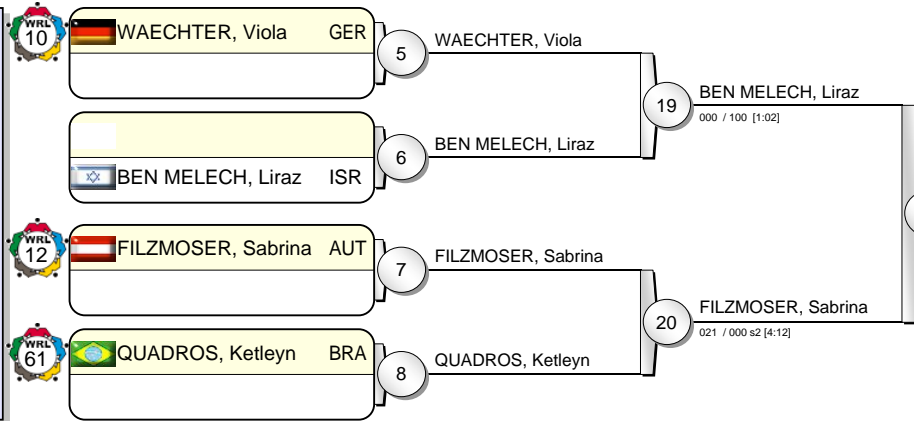 WRL
10
WAECHTER, Viola GER
5
WAECHTER, Viola
19
BEN MELECH, Liraz
000 / 100 [1:02]
6
BEN MELECH, Liraz
BEN MELECH, Liraz ISR
WRL
12
FILZMOSER, Sabrina AUT
7
FILZMOSER, Sabrina
20
FILZMOSER, Sabrina
021 / 000 s2 [4:12]
WRL
61
QUADROS, Ketleyn BRA
8
QUADROS, Ketleyn